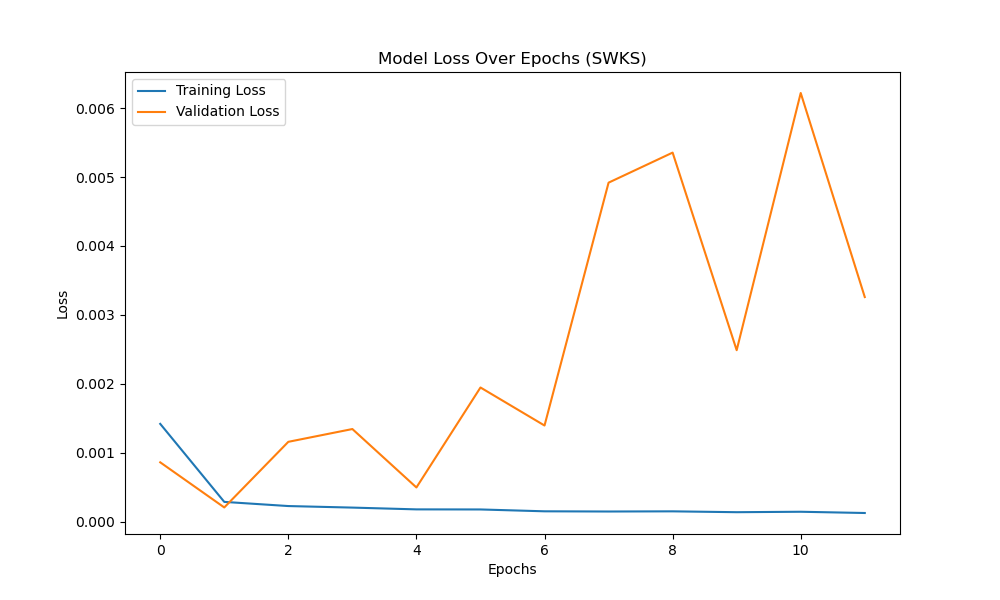 Model Loss Over Epochs (SWKS)
Training Loss
Validation Loss
0.006
0.005
0.004
0.003
0.002
0.001
0.000
Loss
0 2 4 6 8 10
Epochs